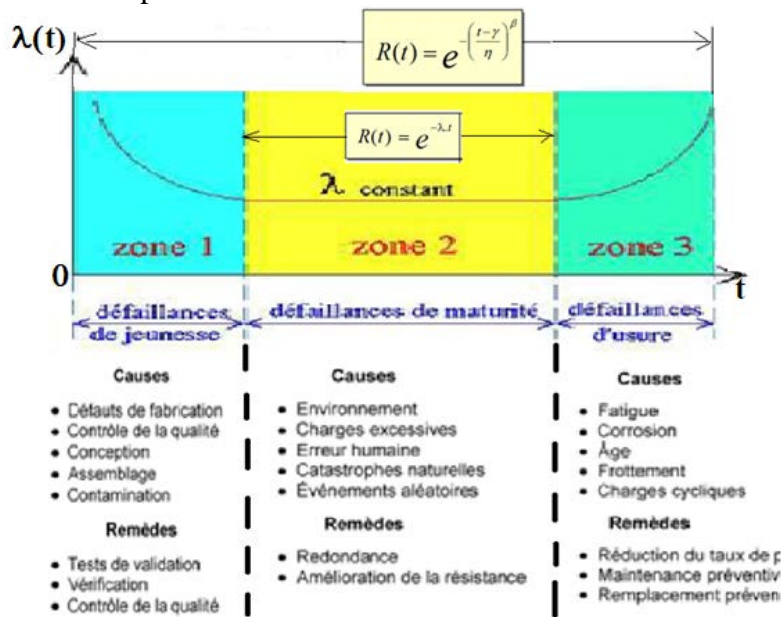 λ(t)
R(t) = e^{-\left(\frac{t-γ}{η}\right)^β}
R(t) = e^{-λ.t}
λ constant
zone 1
zone 2
zone 3
0
t
défaillances
de jeunesse
défaillances de maturité
défaillances
d'usure
Causes
• Défauts de fabrication
• Contrôle de la qualité
• Conception
• Assemblage
• Contamination
Remèdes
• Tests de validation
• Vérification
• Contrôle de la qualité
Causes
• Environnement
• Charges excessives
• Erreur humaine
• Catastrophes naturelles
• Événements aléatoires
Remèdes
• Redondance
• Amélioration de la résistance
Causes
• Fatigue
• Corrosion
• Âge
• Frottement
• Charges cycliques
Remèdes
• Réduction du taux de p
• Maintenance préventiv
• Remplacement préven